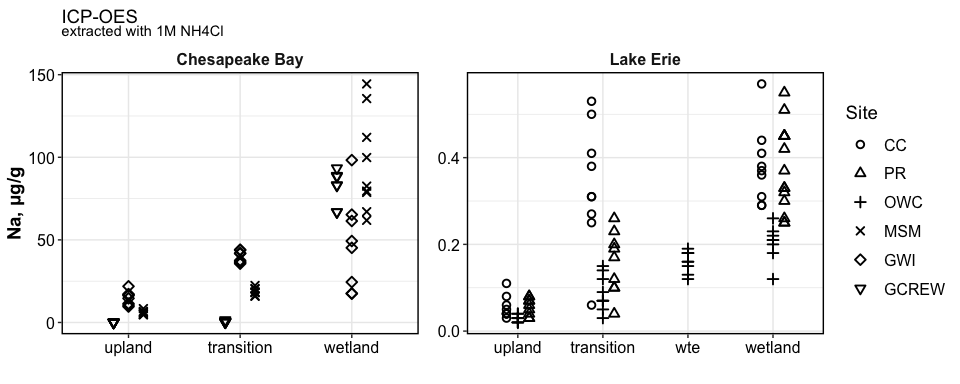 ICP-OES
extracted with 1M NH4Cl
Chesapeake Bay
Lake Erie
Na, µg/g
150
100
50
0
0.4
0.2
0.0
upland
transition
wetland
upland
transition
wte
wetland
Site
CC
PR
OWC
MSM
GWI
GCREW